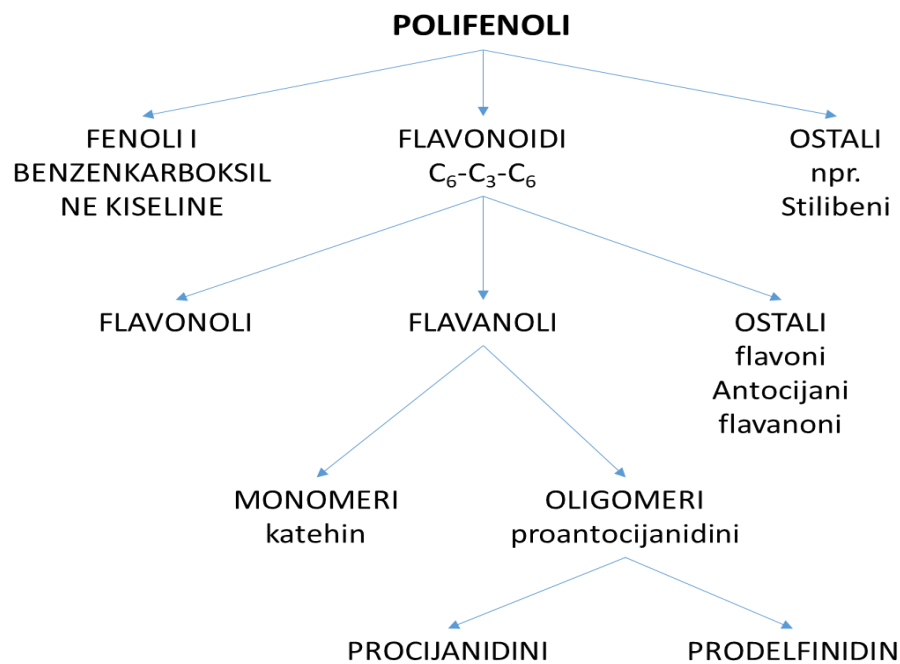 POLIFENOLI
FENOLI I
BENZENKARBOKSIL
NE KISELINE
FLAVONOIDI
C₆-C₃-C₆
OSTALI
npr.
Stilibeni
FLAVONOLI
FLAVANOLI
OSTALI
flavoni
Antocijani
flavanoni
MONOMERI
katehin
OLIGOMERI
proantocijanidini
PROCIJANIDINI
PRODELFINIDIN